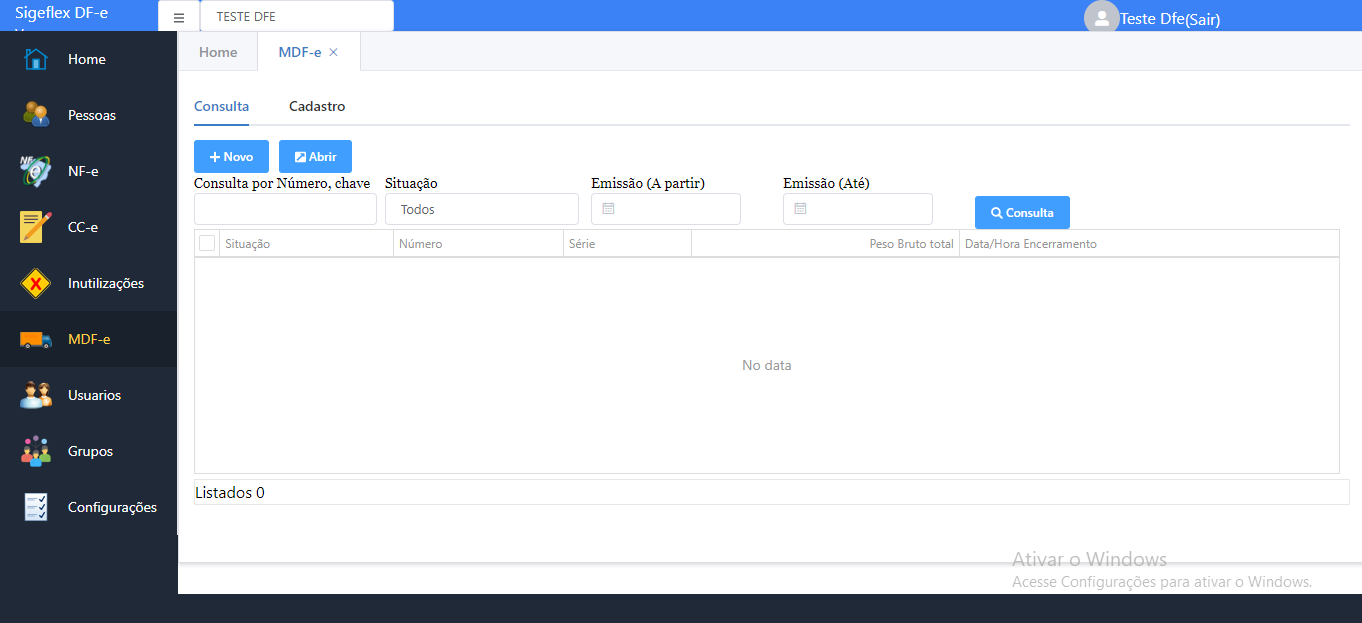 Sigeflex DF-e
TESTE DFE
Teste Dfe(Sair)
Home
Pessoas
NF-e
CC-e
Inutilizações
MDF-e
Usuarios
Grupos
Configurações
Home
MDF-e
Consulta
Cadastro
Novo
Abrir
Consulta por Número, chave
Situação
Emissão (A partir)
Emissão (Até)
Todos
Consulta
Situação
Número
Série
Peso Bruto total
Data/Hora Encerramento
No data
Listados 0
Ativar o Windows
Acesse Configurações para ativar o Windows.